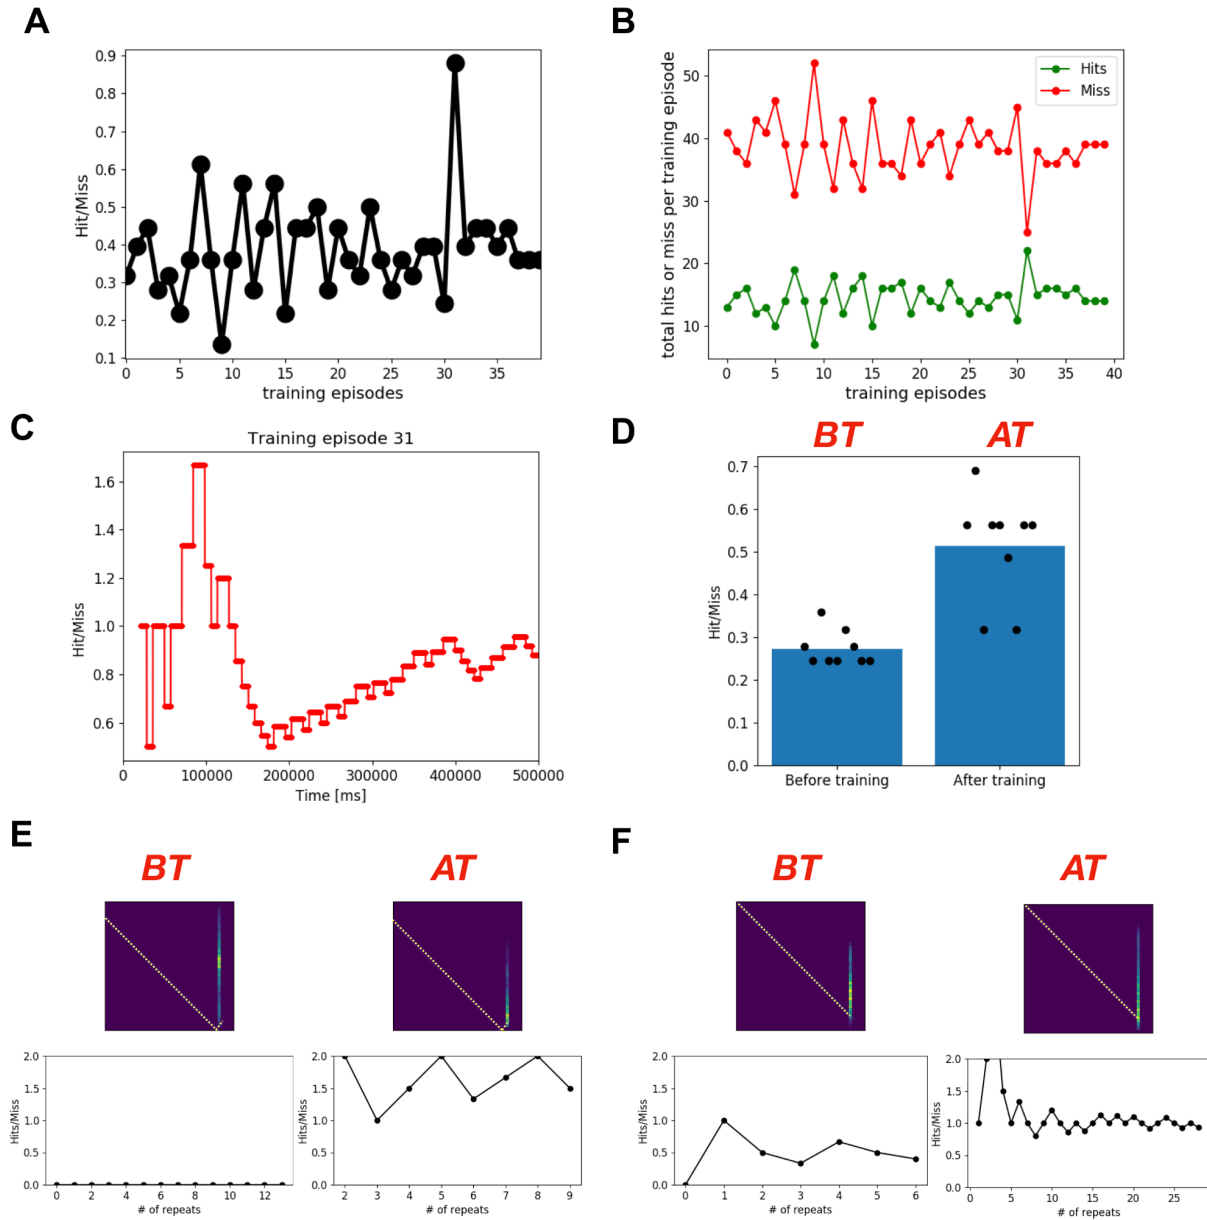 A
0.9
0.8
0.7
0.6
0.5
0.4
0.3
0.2
0.1
Hit/Miss
0 5 10 15 20 25 30 35
training episodes
B
50
40
30
20
10
total hits or miss per training episode
Hits
Miss
0 5 10 15 20 25 30 35 40
training episodes
C
Training episode 31
1.6
1.4
1.2
1.0
0.8
0.6
Hit/Miss
0 100000 200000 300000 400000 500000
Time [ms]
D
BT AT
0.7
0.6
0.5
0.4
0.3
0.2
0.1
0.0
Hit/Miss
Before training After training
E
BT AT
2.0
1.5
1.0
0.5
0.0
Hits/Miss
0 2 4 6 8 10 12
# of repeats
2.0
1.5
1.0
0.5
0.0
Hits/Miss
2 3 4 5 6 7 8 9
# of repeats
F
BT AT
2.0
1.5
1.0
0.5
0.0
Hits/Miss
0 1 2 3 4 5 6
# of repeats
2.0
1.5
1.0
0.5
0.0
Hits/Miss
0 5 10 15 20 25
# of repeats